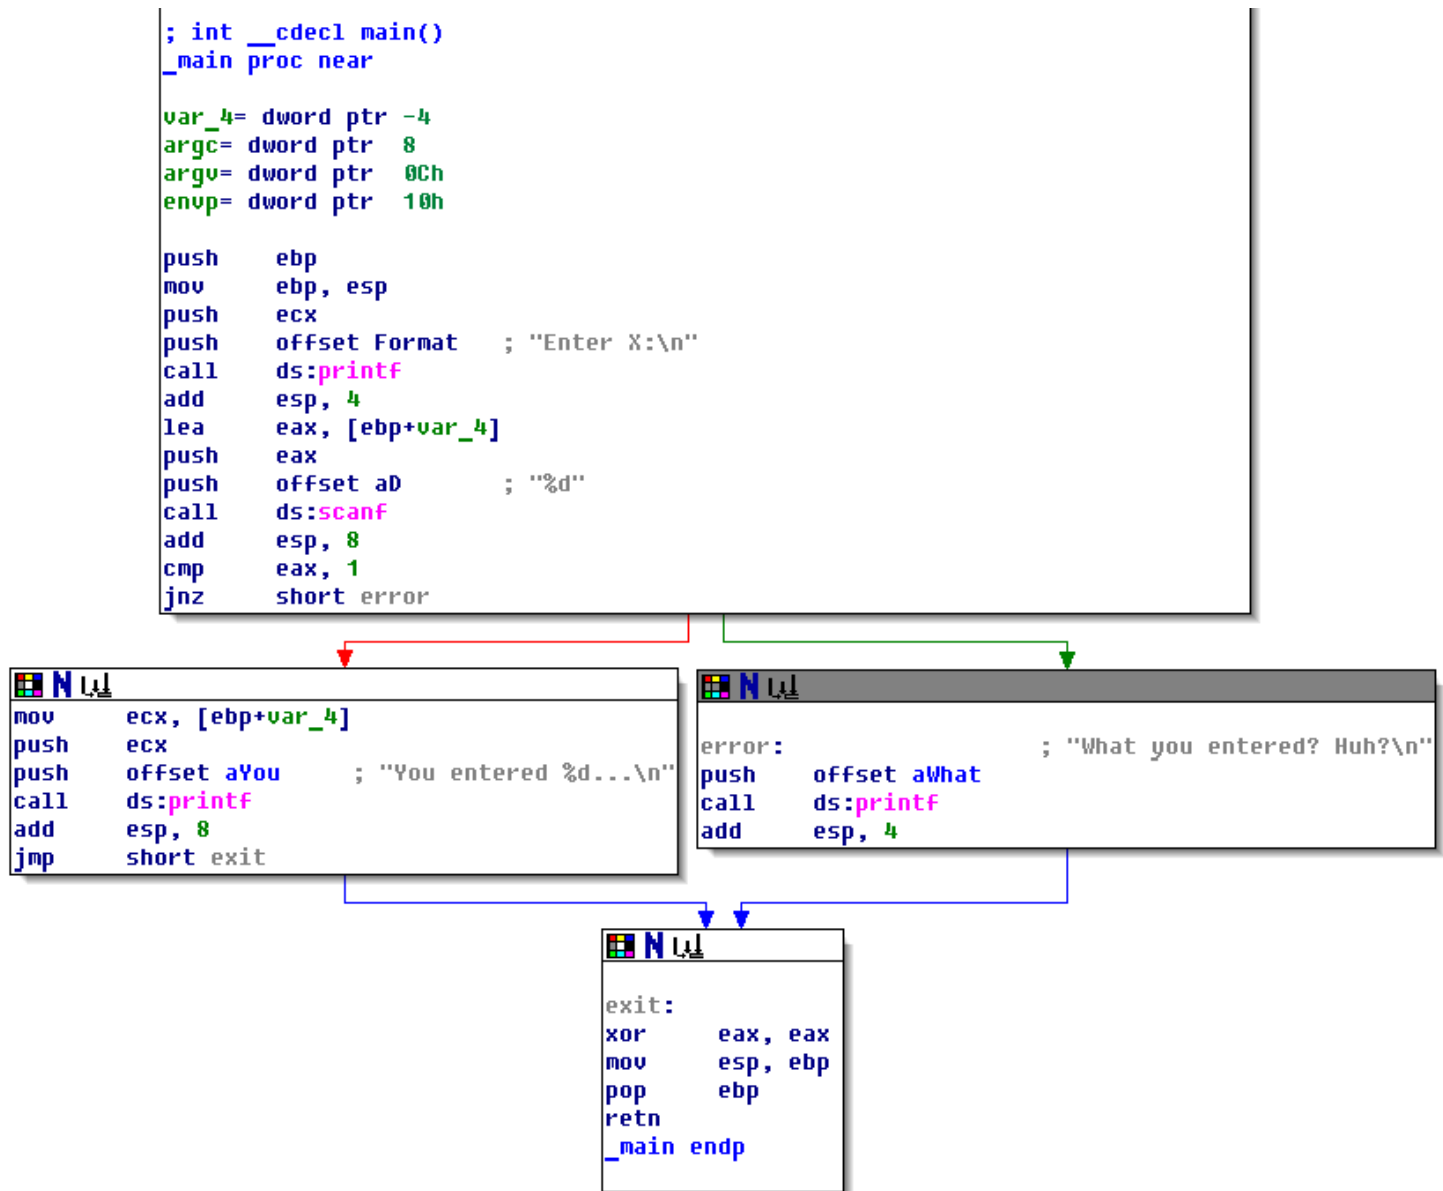 ; int __cdecl main()
_main proc near
var_4= dword ptr -4
argc= dword ptr  8
argv= dword ptr  0Ch
envp= dword ptr  10h
push    ebp
mov     ebp, esp
push    ecx
push    offset Format   ; "Enter X:\n"
call    ds:printf
add     esp, 4
lea     eax, [ebp+var_4]
push    eax
push    offset aD       ; "%d"
call    ds:scanf
add     esp, 8
cmp     eax, 1
jnz     short error
N
mov     ecx, [ebp+var_4]
push    ecx
push    offset aYou     ; "You entered %d...\n"
call    ds:printf
add     esp, 8
jmp     short exit
N
error:                  ; "What you entered? Huh?\n"
push    offset aWhat
call    ds:printf
add     esp, 4
N
exit:
xor     eax, eax
mov     esp, ebp
pop     ebp
retn
_main endp